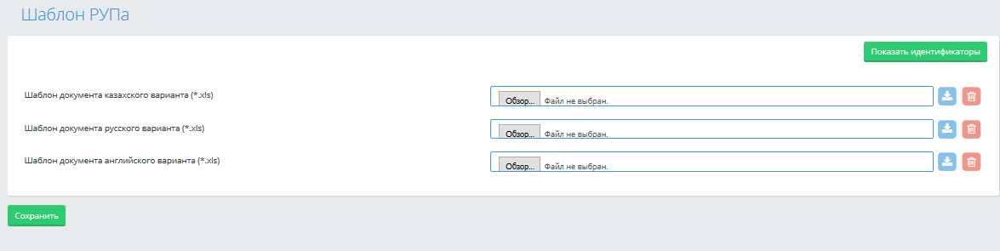 Шаблон РУПа
Показать идентификаторы
Шаблон документа казахского варианта (*.xls) Обзор... Файл не выбран.
Шаблон документа русского варианта (*.xls) Обзор... Файл не выбран.
Шаблон документа английского варианта (*.xls) Обзор... Файл не выбран.
Сохранить